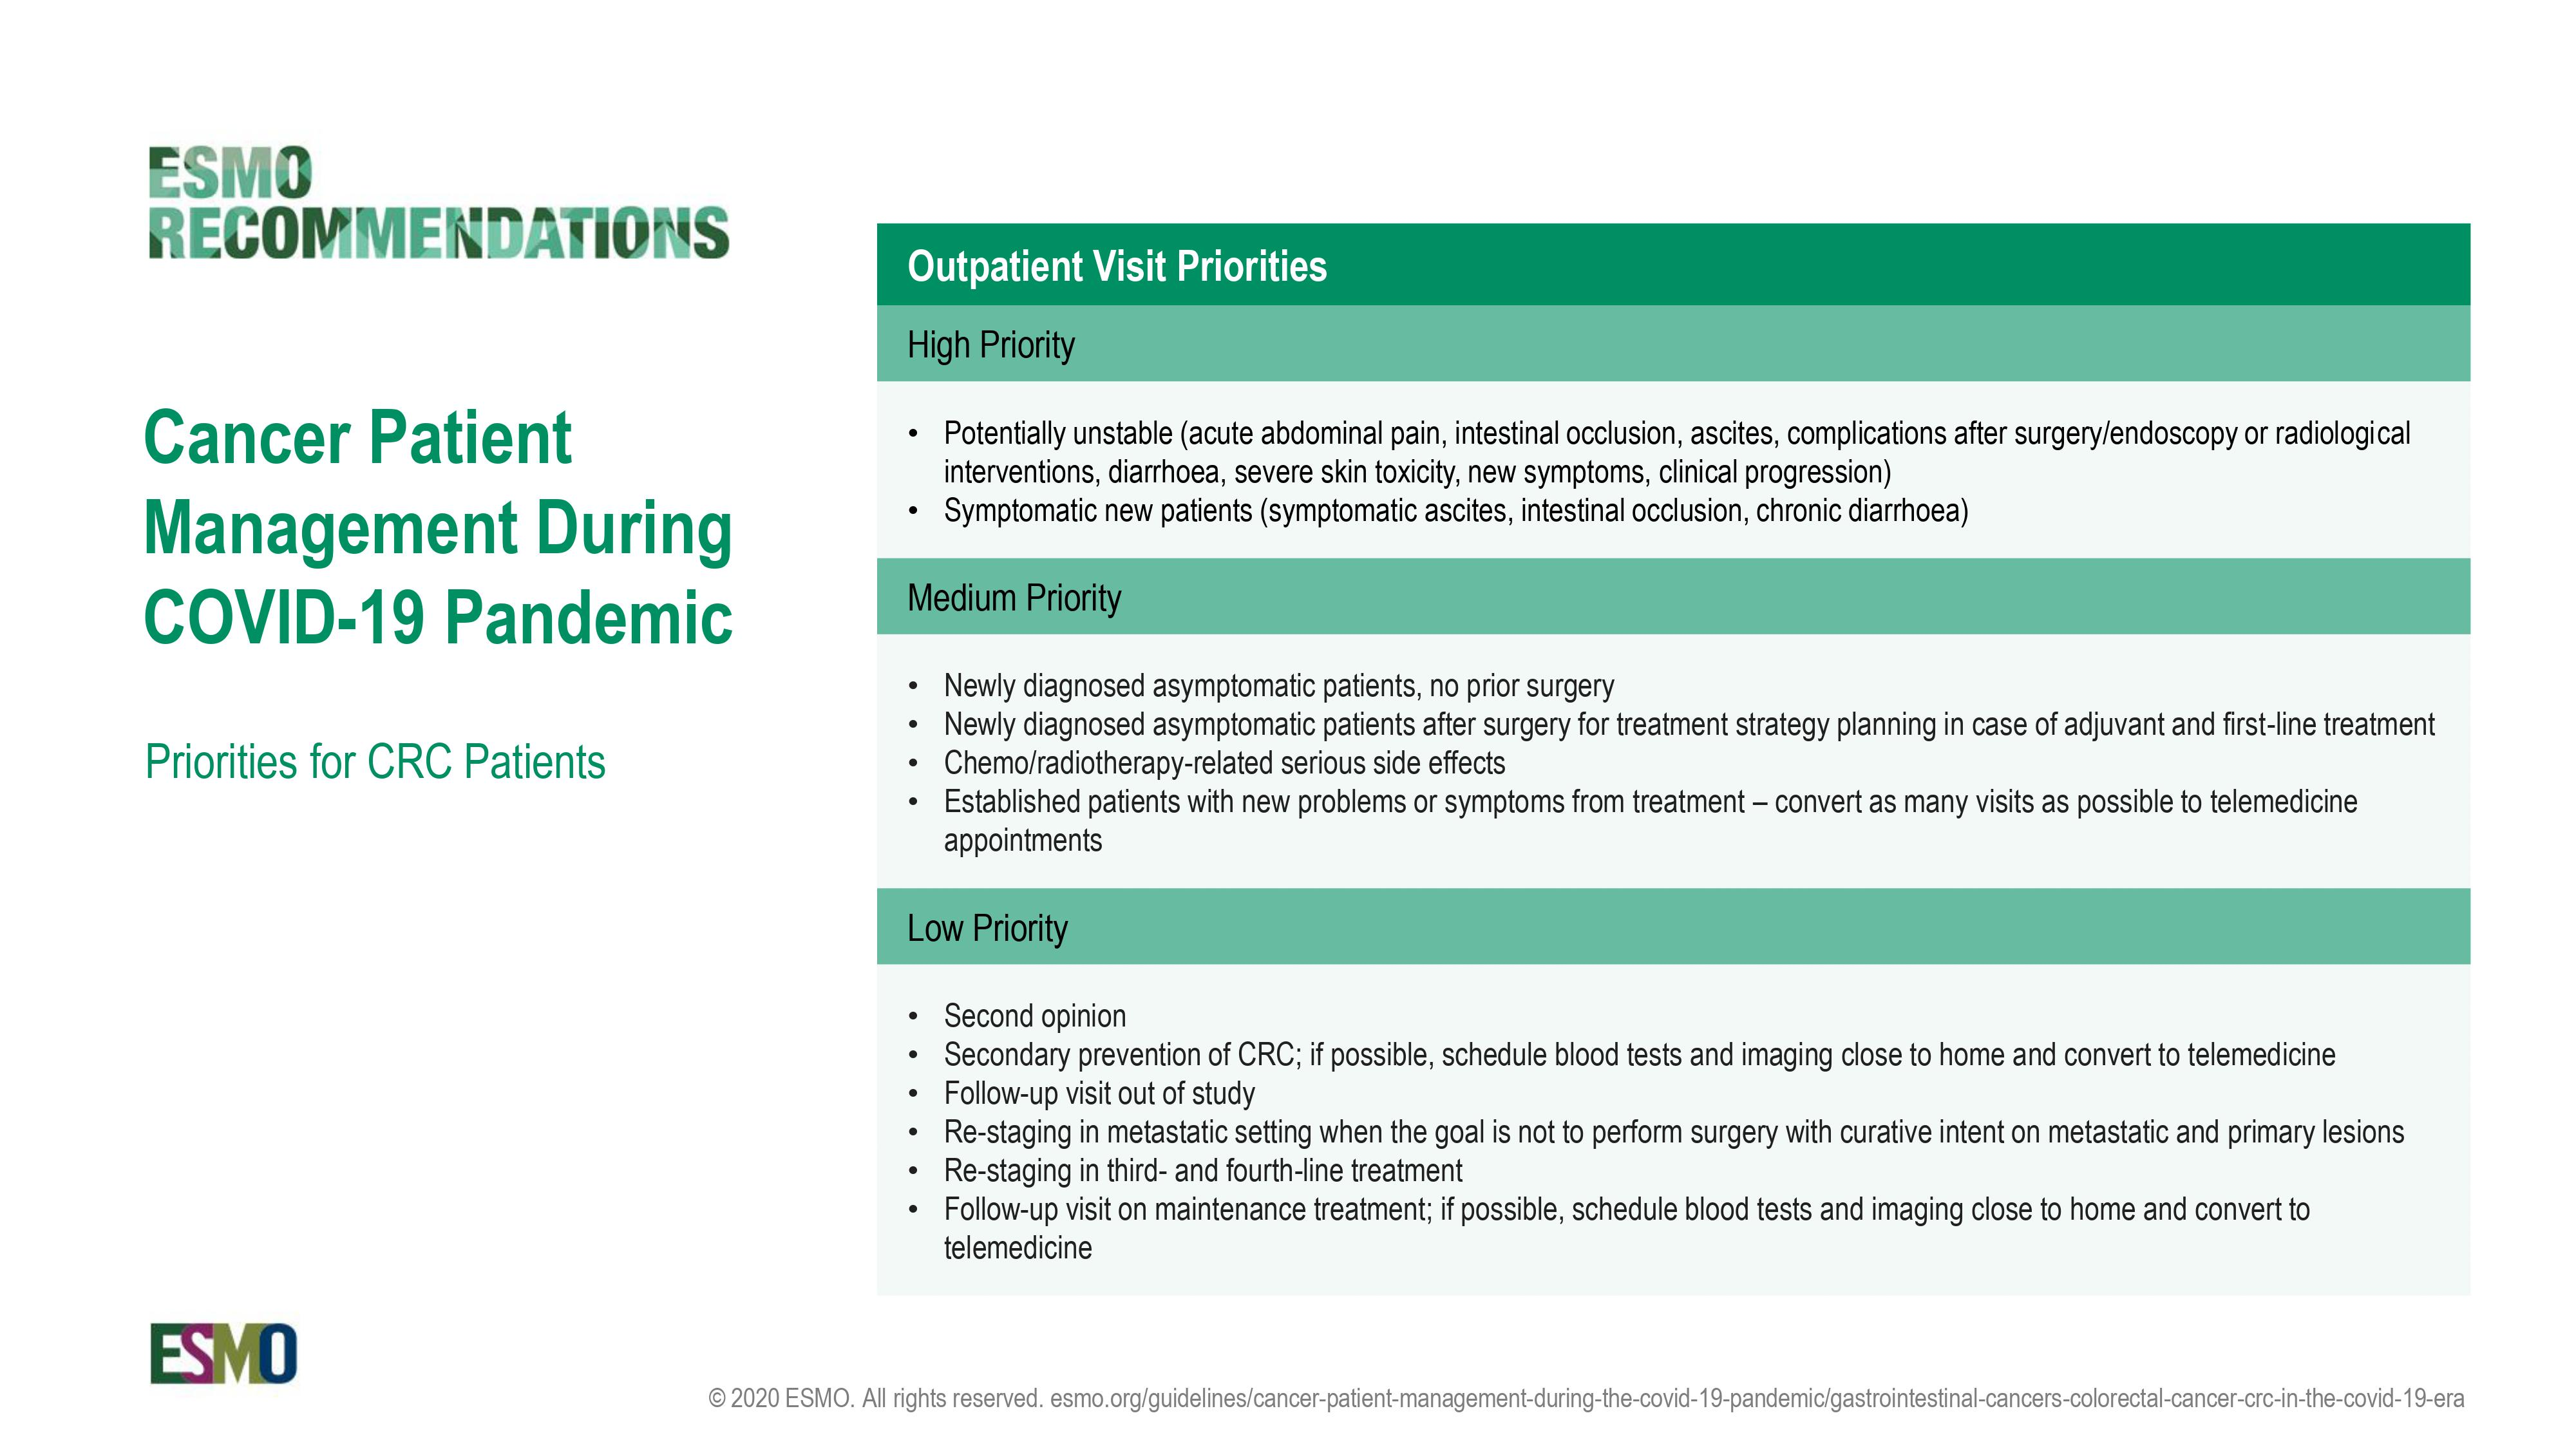 ESMO
RECOMMENDATIONS
Cancer Patient
Management During
COVID-19 Pandemic
Priorities for CRC Patients
Outpatient Visit Priorities
High Priority
• Potentially unstable (acute abdominal pain, intestinal occlusion, ascites, complications after surgery/endoscopy or radiological
interventions, diarrhoea, severe skin toxicity, new symptoms, clinical progression)
• Symptomatic new patients (symptomatic ascites, intestinal occlusion, chronic diarrhoea)
Medium Priority
• Newly diagnosed asymptomatic patients, no prior surgery
• Newly diagnosed asymptomatic patients after surgery for treatment strategy planning in case of adjuvant and first-line treatment
• Chemo/radiotherapy-related serious side effects
• Established patients with new problems or symptoms from treatment – convert as many visits as possible to telemedicine
appointments
Low Priority
• Second opinion
• Secondary prevention of CRC; if possible, schedule blood tests and imaging close to home and convert to telemedicine
• Follow-up visit out of study
• Re-staging in metastatic setting when the goal is not to perform surgery with curative intent on metastatic and primary lesions
• Re-staging in third- and fourth-line treatment
• Follow-up visit on maintenance treatment; if possible, schedule blood tests and imaging close to home and convert to
telemedicine
ESMO
© 2020 ESMO. All rights reserved. esmo.org/guidelines/cancer-patient-management-during-the-covid-19-pandemic/gastrointestinal-cancers-colorectal-cancer-crc-in-the-covid-19-era